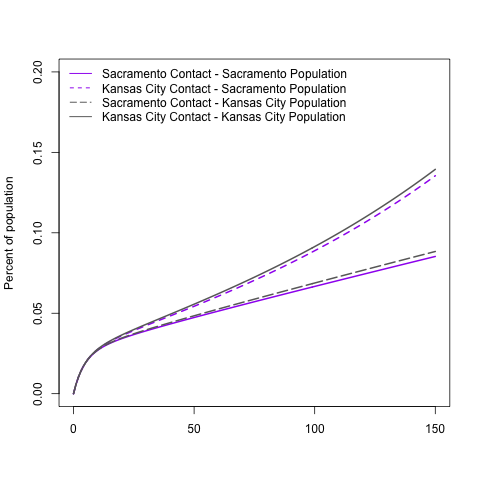 Sacramento Contact - Sacramento Population
Kansas City Contact - Sacramento Population
Sacramento Contact - Kansas City Population
Kansas City Contact - Kansas City Population
Percent of population
0.20
0.15
0.10
0.05
0.00
0 50 100 150